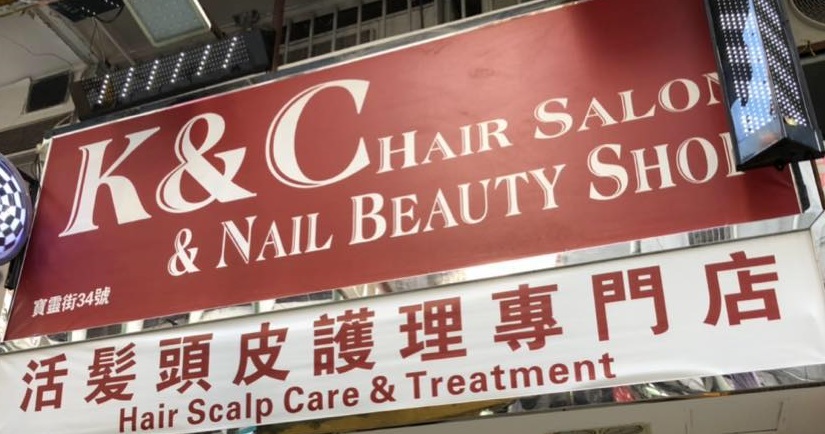 K&C HAIR SALON
& NAIL BEAUTY SHOP
寶靈街34號
活髮頭皮護理專門店
Hair Scalp Care & Treatment